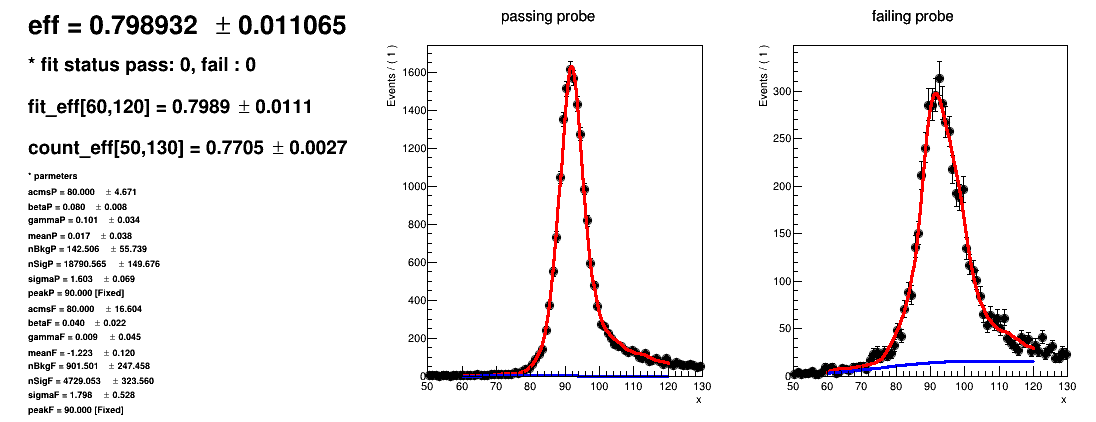 eff = 0.798932 ± 0.011065
* fit status pass: 0, fail : 0
fit_eff[60,120] = 0.7989 ± 0.0111
count_eff[50,130] = 0.7705 ± 0.0027
* parmeters
acmsP = 80.000 ± 4.671
betaP = 0.080 ± 0.008
gammaP = 0.101 ± 0.034
meanP = 0.017 ± 0.038
nBkgP = 142.506 ± 55.739
nSigP = 18790.565 ± 149.676
sigmaP = 1.603 ± 0.069
peakP = 90.000 [Fixed]
acmsF = 80.000 ± 16.604
betaF = 0.040 ± 0.022
gammaF = 0.009 ± 0.045
meanF = -1.223 ± 0.120
nBkgF = 901.501 ± 247.458
nSigF = 4729.053 ± 323.560
sigmaF = 1.798 ± 0.528
peakF = 90.000 [Fixed]
passing probe
Events / ( 1 )
1600
1400
1200
1000
800
600
400
200
0
50 60 70 80 90 100 110 120 130
x
failing probe
Events / ( 1 )
300
250
200
150
100
50
0
50 60 70 80 90 100 110 120 130
x